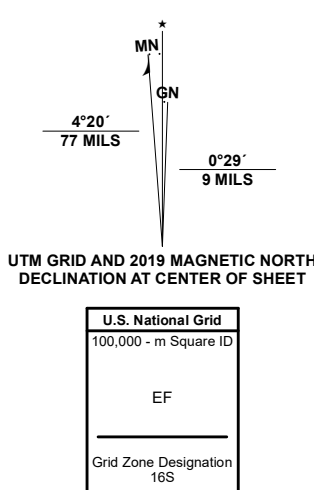 ★
MN
GN
4°20´
77 MILS
0°29´
9 MILS
UTM GRID AND 2019 MAGNETIC NORTH
DECLINATION AT CENTER OF SHEET
U.S. National Grid
100,000 - m Square ID
EF
Grid Zone Designation
16S